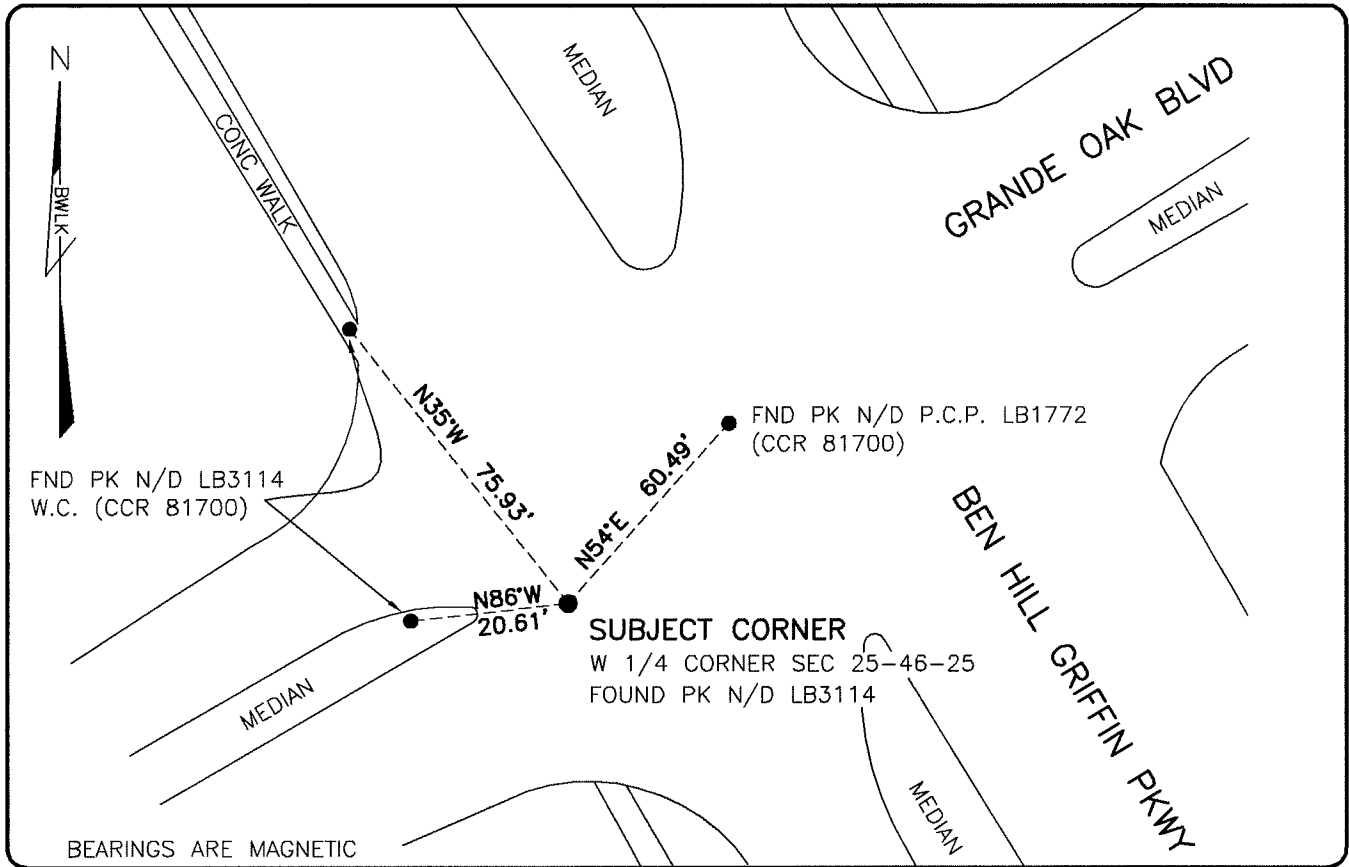 N
BWLK
CONC WALK
MEDIAN
GRANDE OAK BLVD
MEDIAN
N35°W 75.93'
FND PK N/D P.C.P. LB1772
(CCR 81700)
N54°E 60.49'
FND PK N/D LB3114
W.C. (CCR 81700)
N86°W
20.61'
SUBJECT CORNER
W 1/4 CORNER SEC 25-46-25
FOUND PK N/D LB3114
BEN HILL GRIFFIN PKWY
MEDIAN
MEDIAN
BEARINGS ARE MAGNETIC